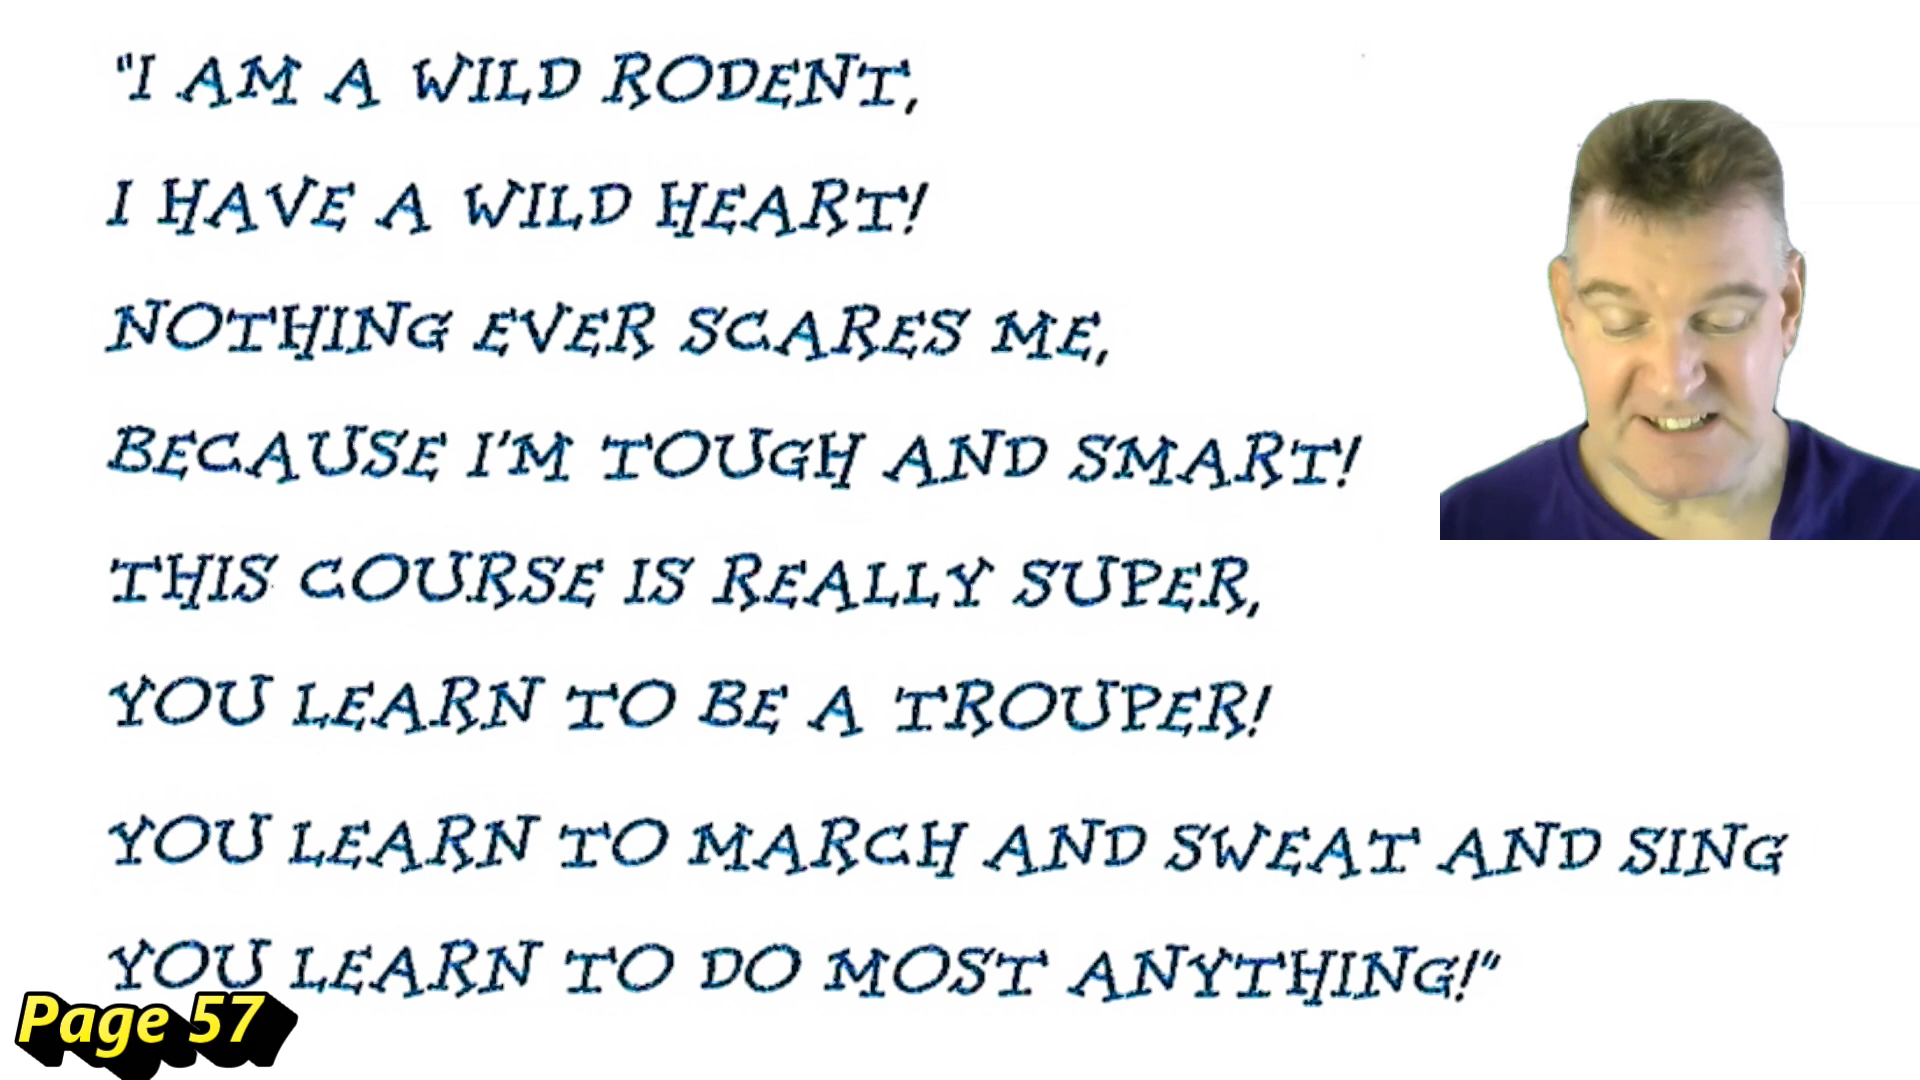 "I AM A WILD RODENT,
I HAVE A WILD HEART!
NOTHING EVER SCARES ME,
BECAUSE I'M TOUGH AND SMART!
THIS COURSE IS REALLY SUPER,
YOU LEARN TO BE A TROUPER!
YOU LEARN TO MARCH AND SWEAT AND SING
YOU LEARN TO DO MOST ANYTHING!"
Page 57